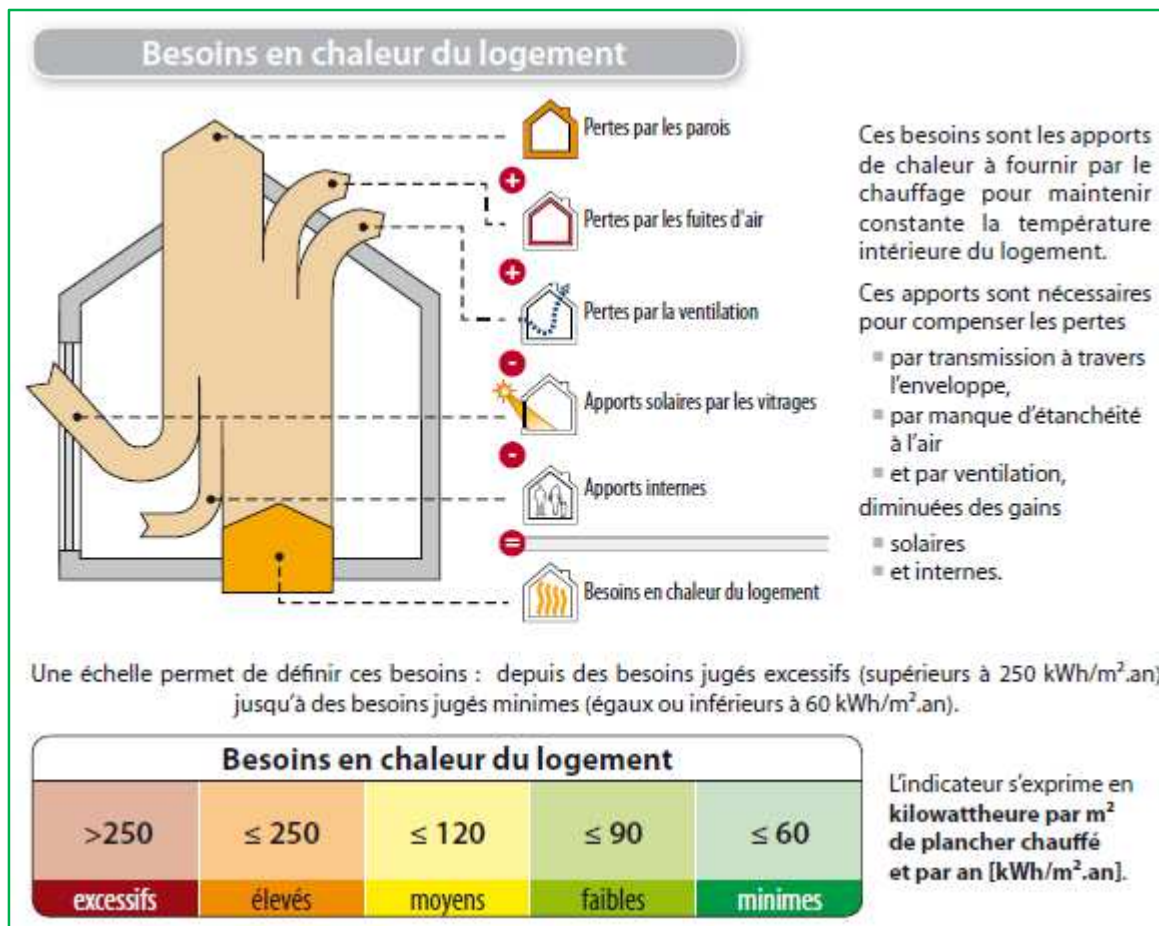 Besoins en chaleur du logement
Pertes par les parois
+
Pertes par les fuites d'air
+
Pertes par la ventilation
-
Apports solaires par les vitrages
-
Apports internes
=
Besoins en chaleur du logement
Ces besoins sont les apports
de chaleur à fournir par le
chauffage pour maintenir
constante la température
intérieure du logement.
Ces apports sont nécessaires
pour compenser les pertes
par transmission à travers
l'enveloppe,
par manque d'étanchéité
à l'air
et par ventilation,
diminuées des gains
solaires
et internes.
Une échelle permet de définir ces besoins : depuis des besoins jugés excessifs (supérieurs à 250 kWh/m².an)
jusqu'à des besoins jugés minimes (égaux ou inférieurs à 60 kWh/m².an).
Besoins en chaleur du logement
>250 ≤ 250 ≤ 120 ≤ 90 ≤ 60
excessifs élevés moyens faibles minimes
L'indicateur s'exprime en
kilowattheure par m²
de plancher chauffé
et par an [kWh/m².an].